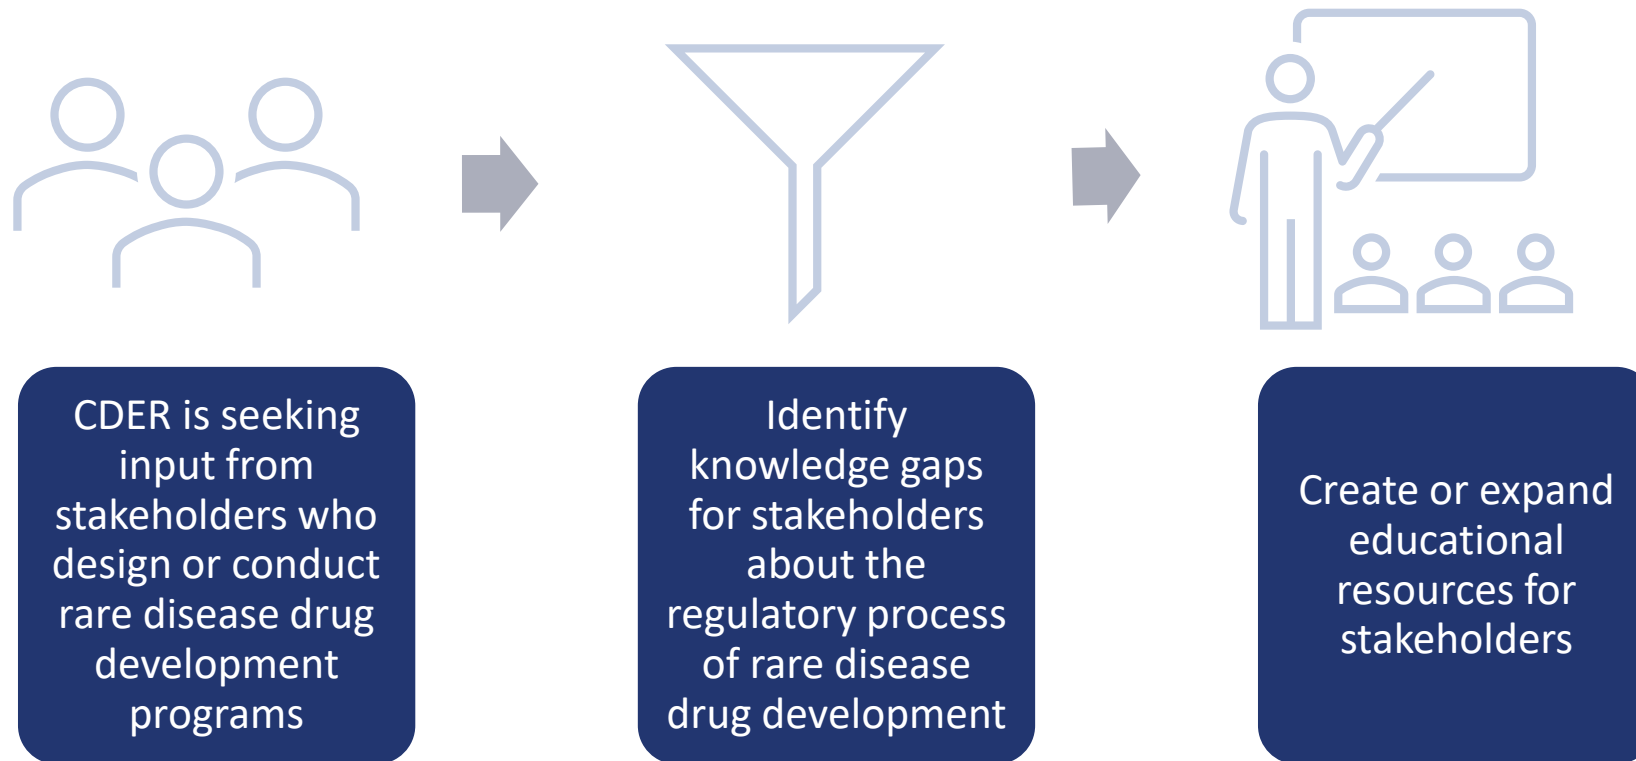 CDER is seeking
input from
stakeholders who
design or conduct
rare disease drug
development
programs
Identify
knowledge gaps
for stakeholders
about the
regulatory process
of rare disease
drug development
Create or expand
educational
resources for
stakeholders